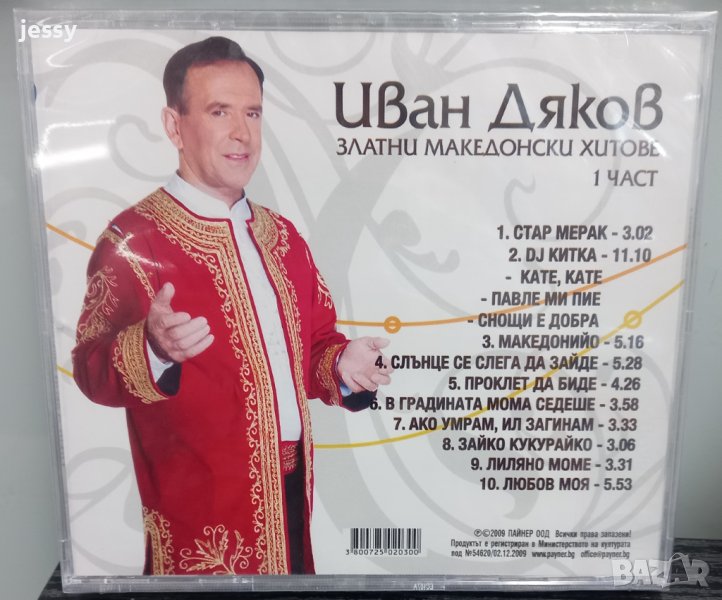 jessy
Иван Дяков
ЗЛАТНИ МАКЕДОНСКИ ХИТОВЕ
1 ЧАСТ
1. СТАР МЕРАК - 3.02
2. DJ КИТКА - 11.10
- КАТЕ, КАТЕ
- ПАВЛЕ МИ ПИЕ
- СНОЩИ Е ДОБРА
3. МАКЕДОНИЙО - 5.16
4. СЛЪНЦЕ СЕ СЛЕГА ДА ЗАЙДЕ - 5.28
5. ПРОКЛЕТ ДА БИДЕ - 4.26
6. В ГРАДИНАТА МОМА СЕДЕШЕ - 3.58
7. АКО УМРАМ, ИЛ ЗАГИНАМ - 3.33
8. ЗАЙКО КУКУРАЙКО - 3.06
9. ЛИЛЯНО МОМЕ - 3.31
10. ЛЮБОВ МОЯ - 5.53
℗©2009 ПАЙНЕР ООД Всички права запазени!
Продуктът е регистриран в Министерството на културата
под №54620/02.12.2009 www.payner.bg office@payner.bg
3 800725 020300
BAZAR